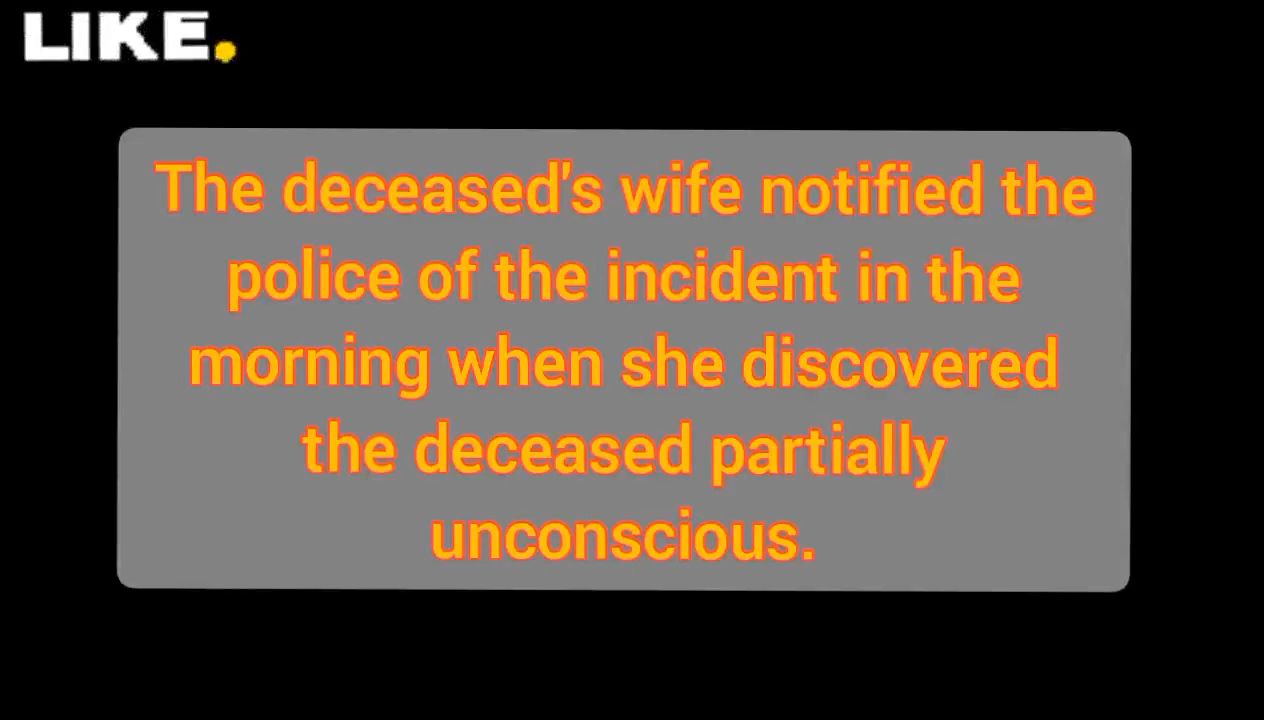 LIKE.
The deceased's wife notified the
police of the incident in the
morning when she discovered
the deceased partially
unconscious.